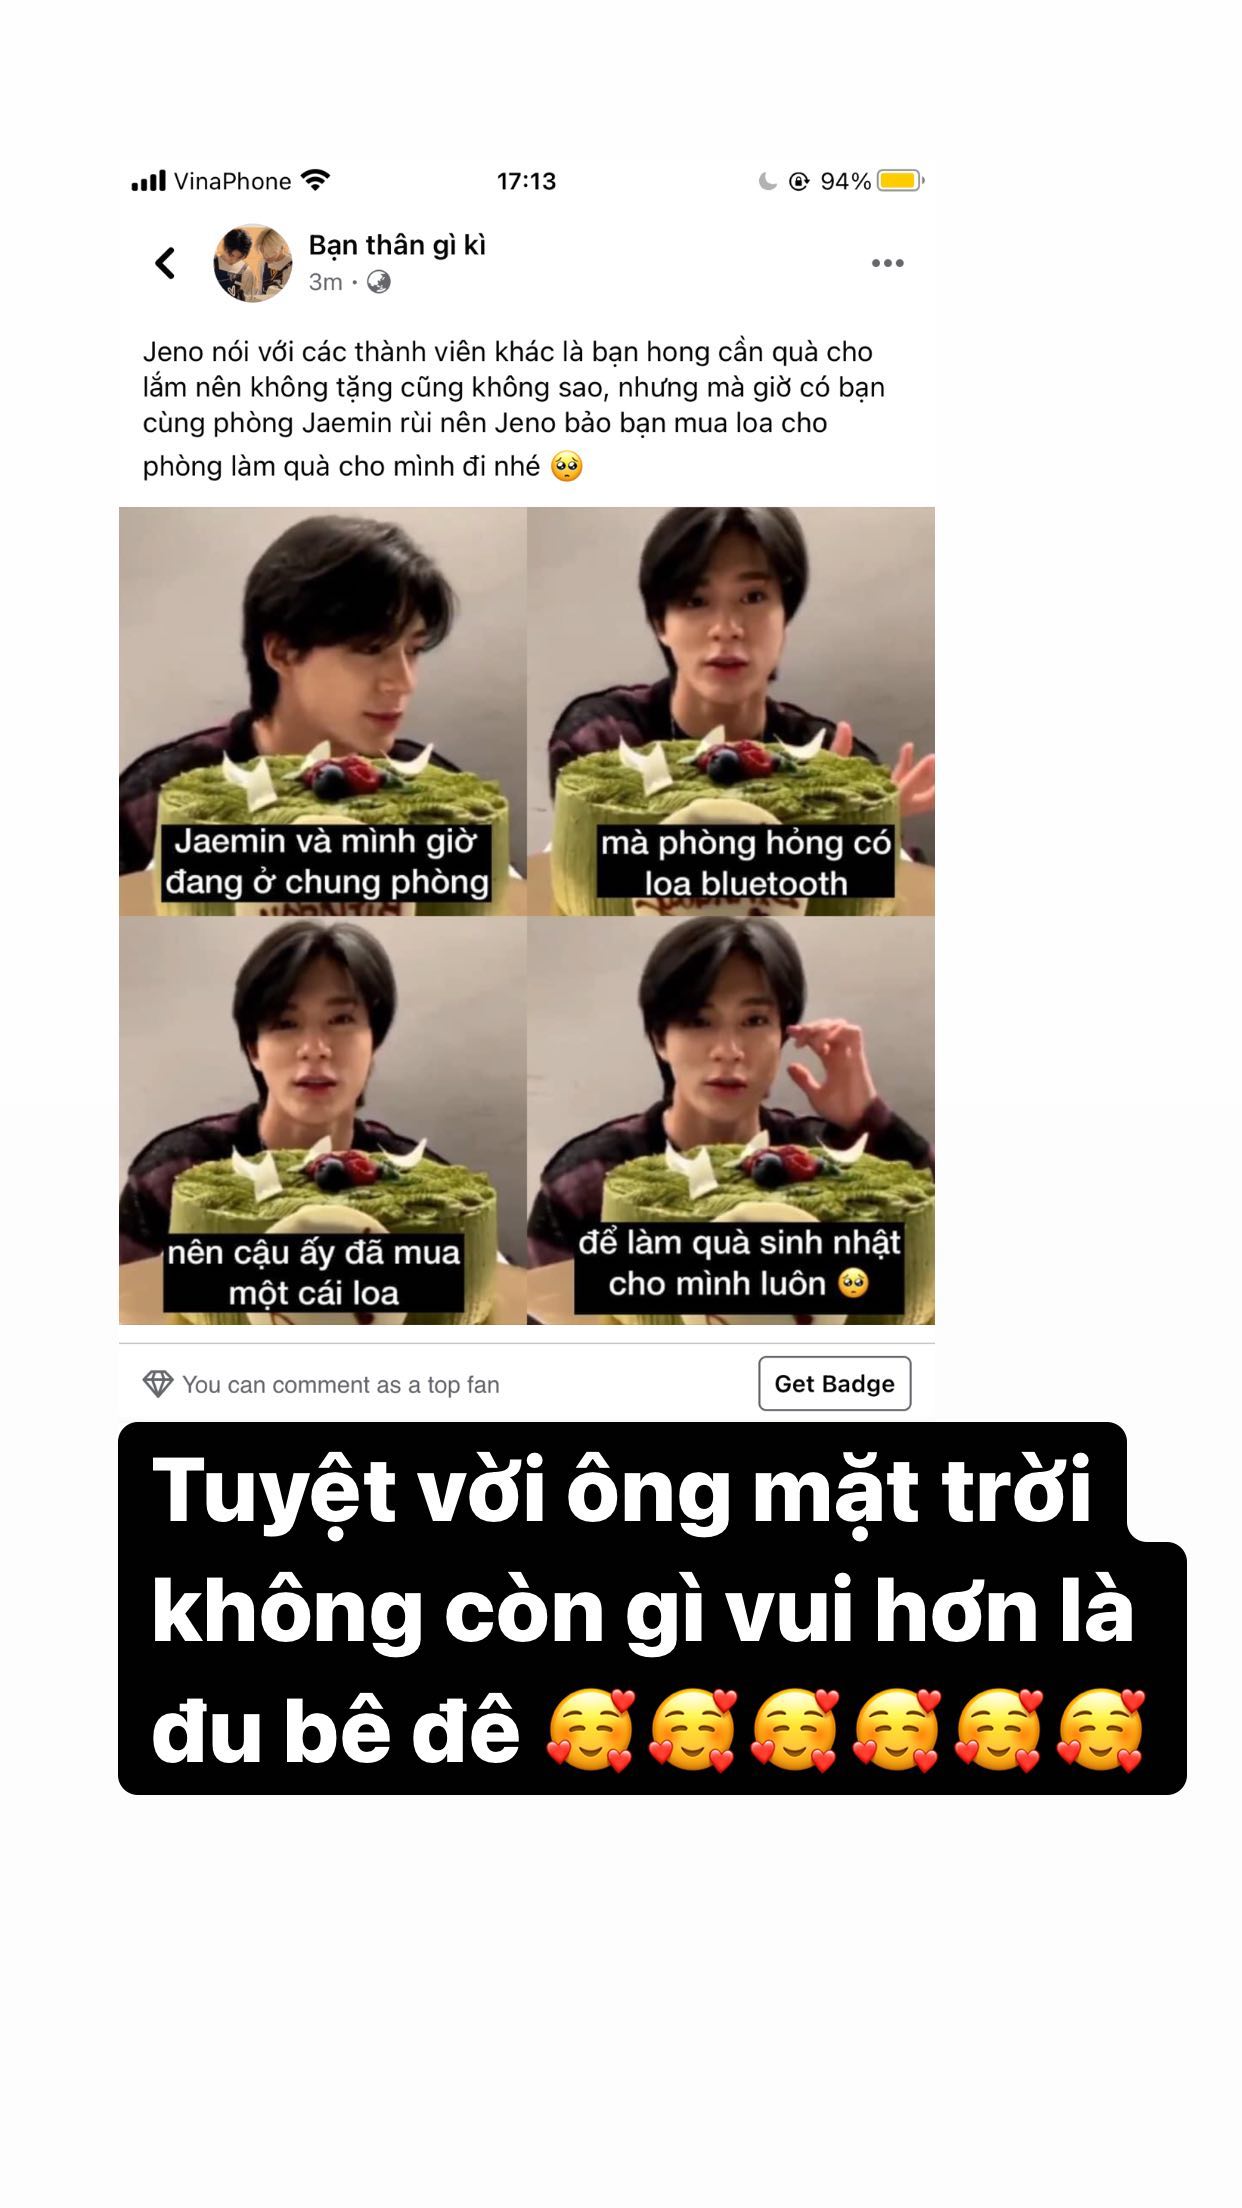 VinaPhone 17:13 94%
Bạn thân gì kì
3m
Jeno nói với các thành viên khác là bạn hong cần quà cho
lắm nên không tặng cũng không sao, nhưng mà giờ có bạn
cùng phòng Jaemin rùi nên Jeno bảo bạn mua loa cho
phòng làm quà cho mình đi nhé 🥺
Jaemin và mình giờ
đang ở chung phòng
mà phòng hỏng có
loa bluetooth
nên cậu ấy đã mua
một cái loa
để làm quà sinh nhật
cho mình luôn 🥺
You can comment as a top fan
Get Badge
Tuyệt vời ông mặt trời
không còn gì vui hơn là
đu bê đê 🥰🥰🥰🥰🥰🥰